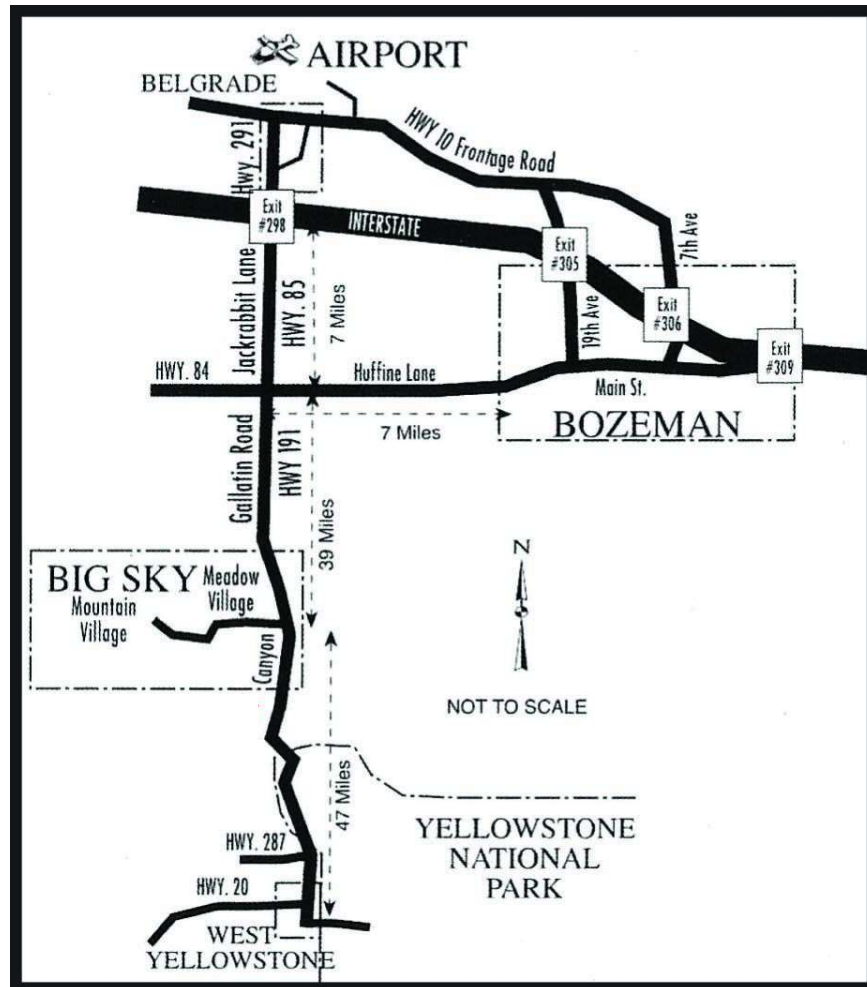 AIRPORT
BELGRADE
HWY 10 Frontage Road
Hwy. 291
Exit
#298
INTERSTATE
Exit
#305
7th Ave
Exit
#306
19th Ave
Exit
#309
Jackrabbit Lane
HWY. 85
7 Miles
HWY. 84
Huffine Lane
Main St.
7 Miles
BOZEMAN
Gallatin Road
HWY 191
39 Miles
BIG SKY
Meadow
Village
Mountain
Village
Canyon
N
NOT TO SCALE
47 Miles
YELLOWSTONE
NATIONAL
PARK
HWY. 287
HWY. 20
WEST
YELLOWSTONE